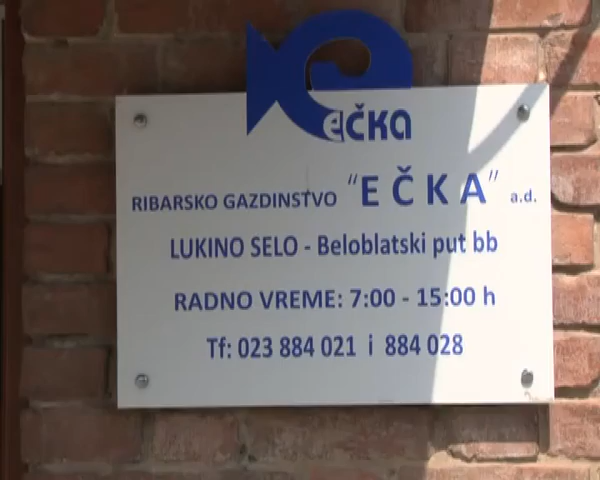 eČKA
RIBARSKO GAZDINSTVO "EČKA" a.d.
LUKINO SELO - Beloblatski put bb
RADNO VREME: 7:00 - 15:00 h
Tf: 023 884 021 i 884 028